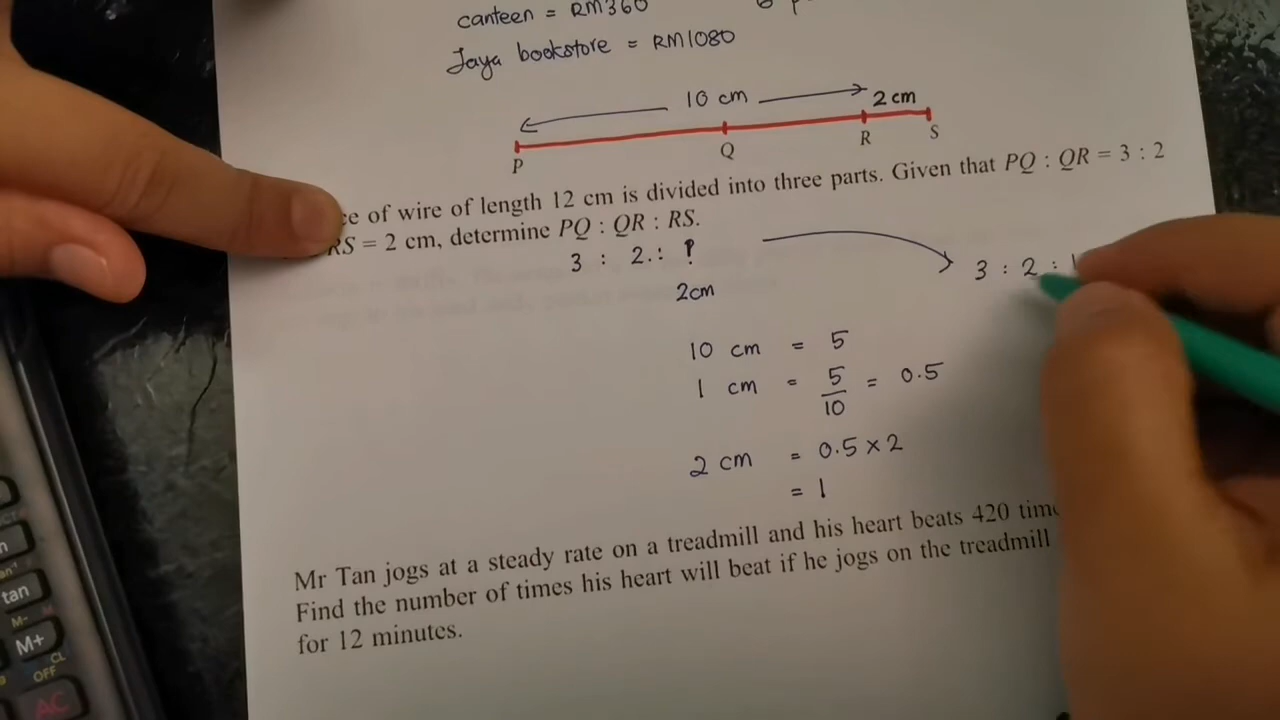 canteen = RM360
Jaya bookstore = RM1080
10 cm 2 cm
P Q R S
of wire of length 12 cm is divided into three parts. Given that PQ : QR = 3 : 2
RS = 2 cm, determine PQ : QR : RS.
3 : 2 : ? 3 : 2 :
2cm
10 cm = 5
1 cm = 5/10 = 0.5
2 cm = 0.5 × 2
= 1
Mr Tan jogs at a steady rate on a treadmill and his heart beats 420
Find the number of times his heart will beat if he jogs on the treadmill
for 12 minutes.
tan
M-
M+
CL
OFF
AC